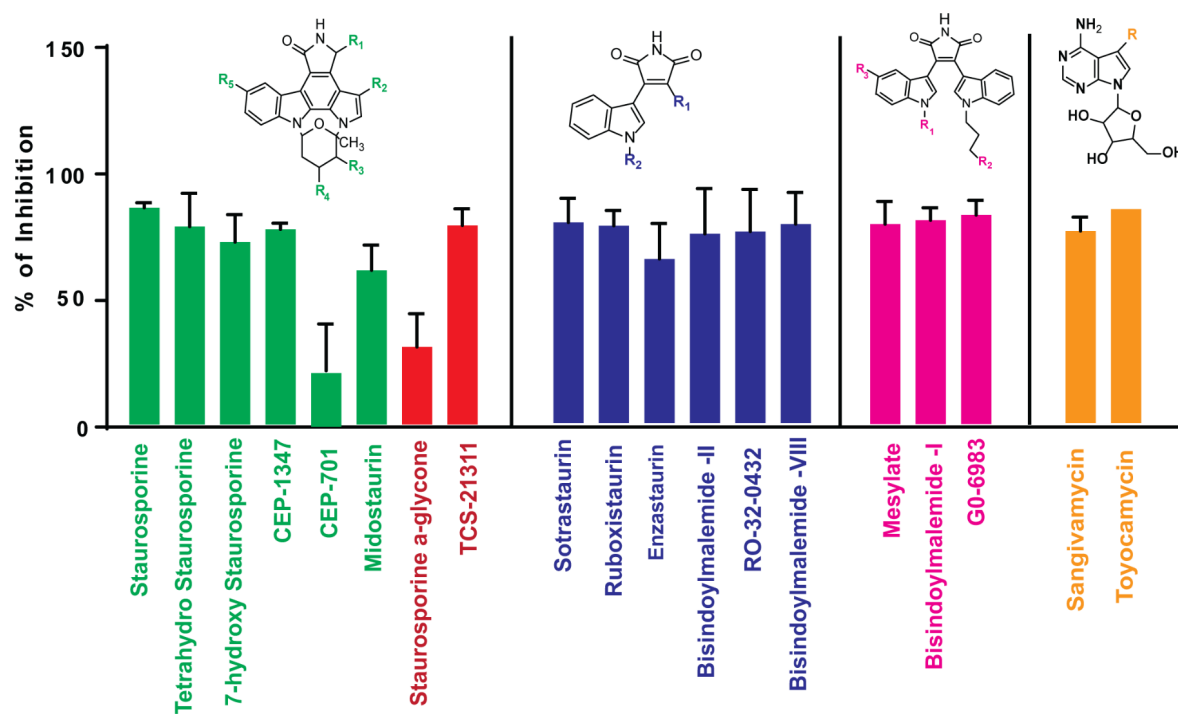 % of Inhibition
150
100
50
0
H
N
O
R1
R5
R2
N
N
O
CH3
R3
R4
H
N
O
O
R1
N
R2
H
N
O
O
R3
N
R1
N
R2
NH2
R
N
N
N
HO
O
HO
OH
Staurosporine
Tetrahydro Staurosporine
7-hydroxy Staurosporine
CEP-1347
CEP-701
Midostaurin
Staurosporine a-glycone
TCS-21311
Sotrastaurin
Ruboxistaurin
Enzastaurin
Bisindoylmalemide -II
RO-32-0432
Bisindoylmalemide -VIII
Mesylate
Bisindoylmalemide -I
G0-6983
Sangivamycin
Toyocamycin